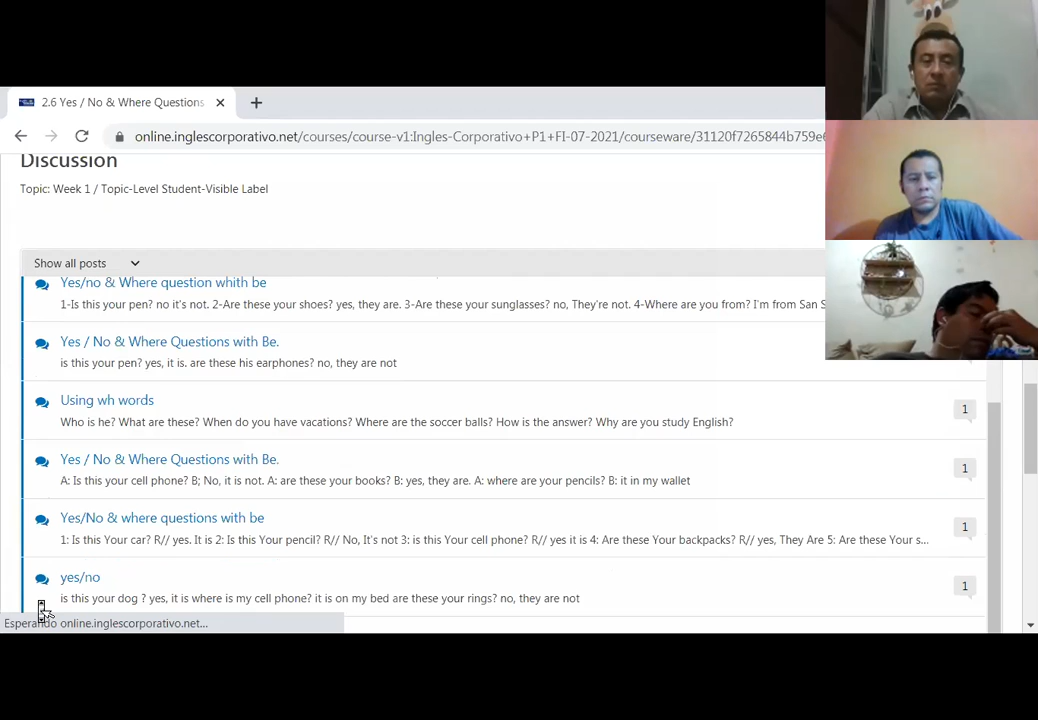 2.6 Yes / No & Where Questions
online.inglescorporativo.net/courses/course-v1:Ingles-Corporativo+P1+FI-07-2021/courseware/31120f7265844b759e
Discussion
Topic: Week 1 / Topic-Level Student-Visible Label
Show all posts
Yes/no & Where question whith be
1-Is this your pen? no it's not. 2-Are these your shoes? yes, they are. 3-Are these your sunglasses? no, They're not. 4-Where are you from? I'm from San S
Yes / No & Where Questions with Be.
is this your pen? yes, it is. are these his earphones? no, they are not
Using wh words
Who is he? What are these? When do you have vacations? Where are the soccer balls? How is the answer? Why are you study English?
1
Yes / No & Where Questions with Be.
A: Is this your cell phone? B; No, it is not. A: are these your books? B: yes, they are. A: where are your pencils? B: it in my wallet
1
Yes/No & where questions with be
1: Is this Your car? R// yes. It is 2: Is this Your pencil? R// No, It's not 3: is this Your cell phone? R// yes it is 4: Are these Your backpacks? R// yes, They Are 5: Are these Your s...
1
yes/no
is this your dog ? yes, it is where is my cell phone? it is on my bed are these your rings? no, they are not
1
Esperando online.inglescorporativo.net...